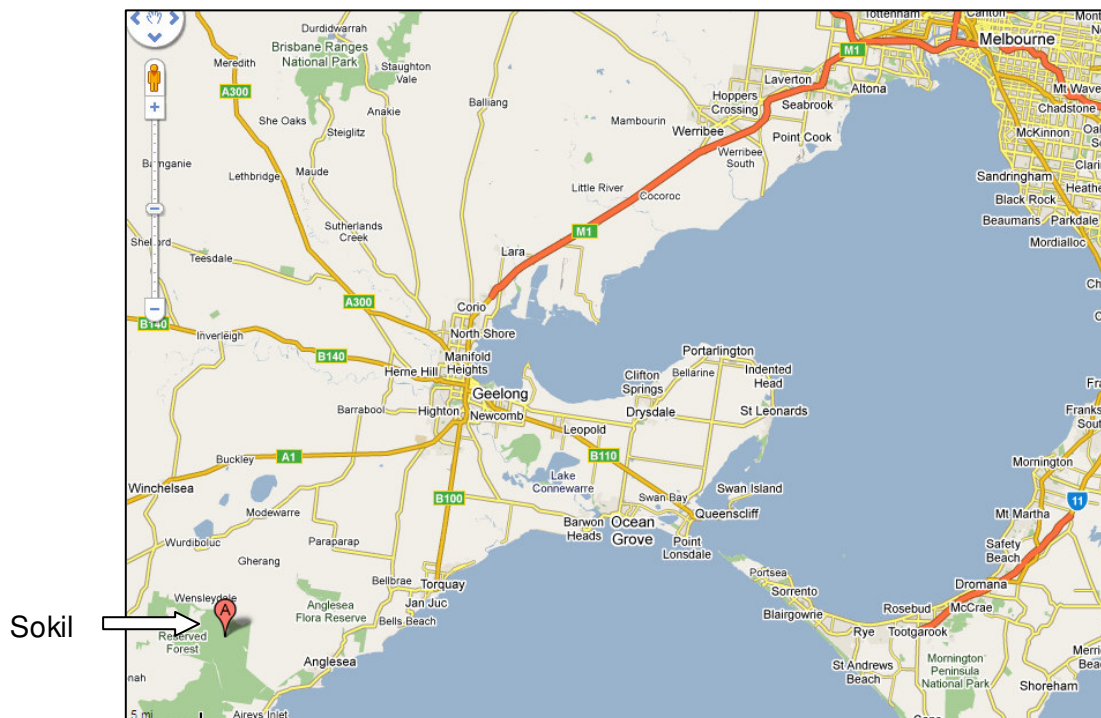 Durdidwarrah
Brisbane Ranges
National Park
Meredith
Staughton
Vale
A300
Anakie
Balliang
She Oaks
Steiglitz
Mambourin
Maude
Lethbridge
Sutherlands
Creek
Teesdale
Tottenham
Canton
Melbourne
M1
Laverton
Altona
Hoppers
Crossing
Seabrook
Werribee
Point Cook
Werribee
South
Chadstone
McKinnon
Sandringham
Black Rock
Beaumaris
Parkdale
Mordialloc
Little River
Cocoroc
M1
Lara
A300
Corio
B140
Inverleigh
North Shore
B140
Manifold
Heights
Herne Hill
Geelong
Barrabool
Highton
Newcomb
Portarlington
Clifton
Springs
Bellarine
Indented
Head
Drysdale
St Leonards
Leopold
B110
A1
Buckley
Winchelsea
B100
Lake
Connewarre
Swan Bay
Swan Island
Queenscliff
Modewarre
Barwon
Heads
Ocean
Grove
Point
Lonsdale
Wurdiboluc
Paraparap
Gherang
Mornington
11
Mt Martha
Safety
Beach
Portsea
Sorrento
Dromana
Bellbrae
Torquay
Wensleydale
Jan Juc
Anglesea
Flora Reserve
Bells Beach
Blairgowrie
Rosebud
McCrae
Rye
Tootgarook
Sokil
A
Reserved
Forest
Anglesea
St Andrews
Beach
Mornington
Peninsula
National Park
Shoreham
5 mi
Aireys Inlet